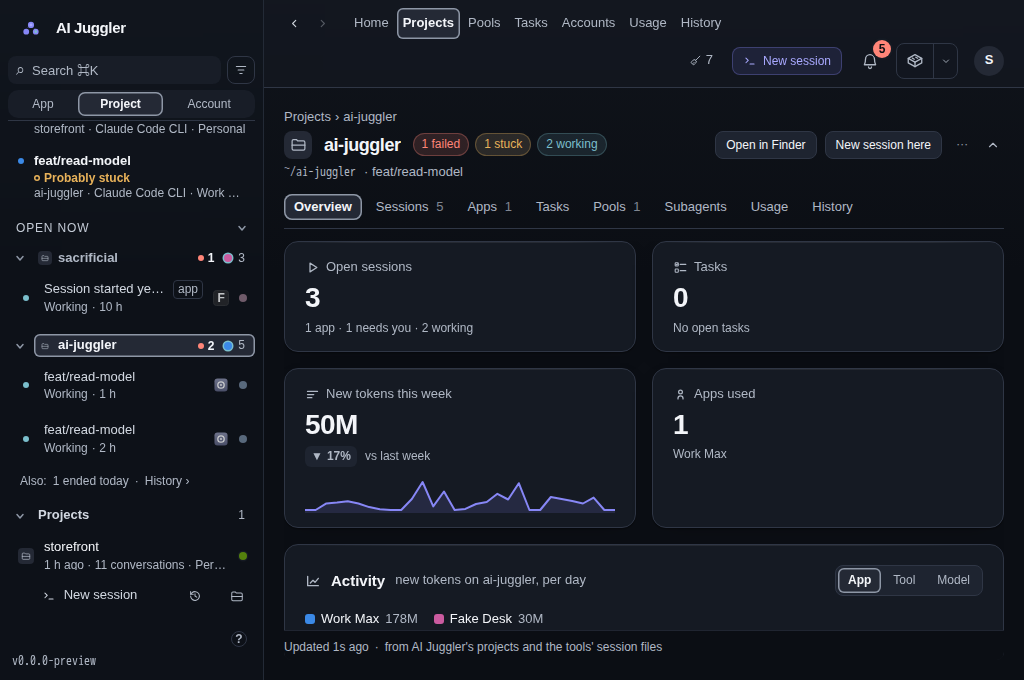 AI Juggler
Search ⌘K
App Project Account
storefront · Claude Code CLI · Personal
feat/read-model
Probably stuck
ai-juggler · Claude Code CLI · Work …
OPEN NOW
sacrificial 1 3
Session started ye… app
Working · 10 h F
ai-juggler 2 5
feat/read-model
Working · 1 h
feat/read-model
Working · 2 h
Also: 1 ended today · History ›
Projects 1
storefront
1 h ago · 11 conversations · Per…
New session
?
v0.0.0-preview
Home Projects Pools Tasks Accounts Usage History
7 New session 5 S
Projects › ai-juggler
ai-juggler 1 failed 1 stuck 2 working Open in Finder New session here ···
~/ai-juggler · feat/read-model
Overview Sessions 5 Apps 1 Tasks Pools 1 Subagents Usage History
Open sessions
3
1 app · 1 needs you · 2 working
Tasks
0
No open tasks
New tokens this week
50M
▼ 17% vs last week
Apps used
1
Work Max
Activity new tokens on ai-juggler, per day App Tool Model
Work Max 178M Fake Desk 30M
Updated 1s ago · from AI Juggler's projects and the tools' session files